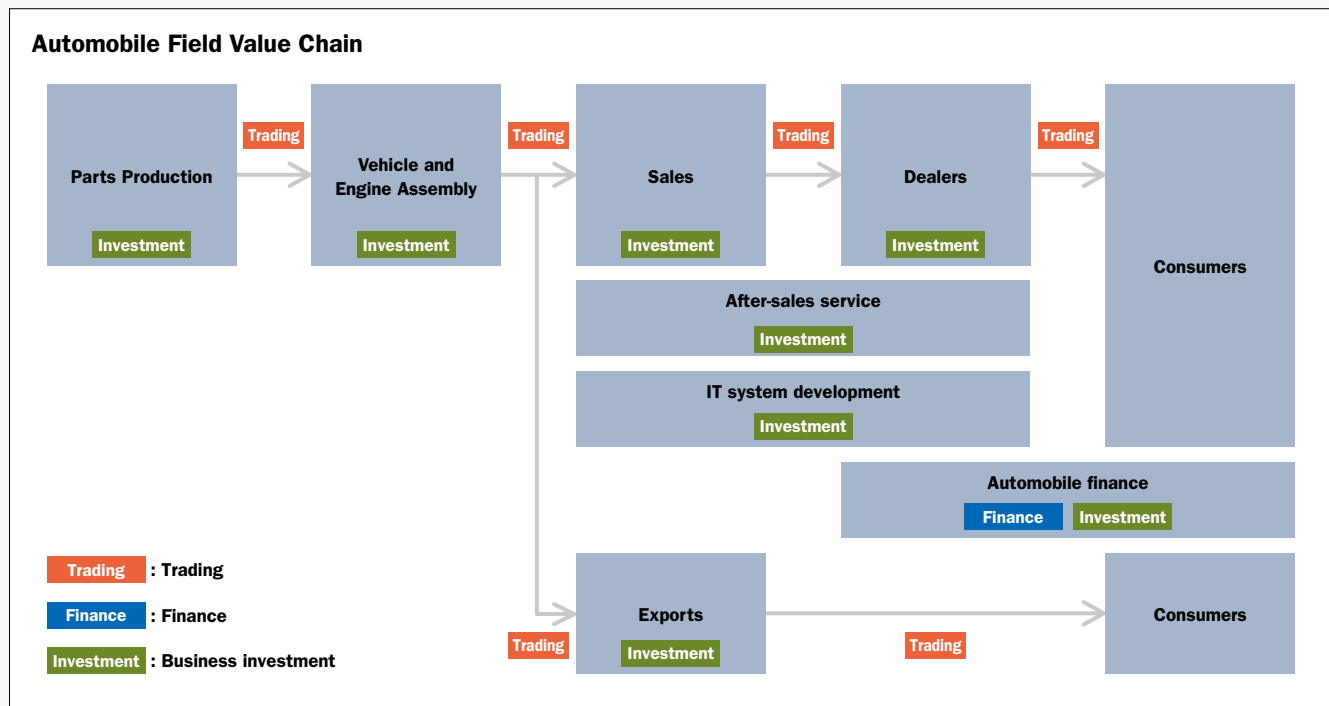 Automobile Field Value Chain
Parts Production
Investment
Trading
Vehicle and
Engine Assembly
Investment
Trading
Sales
Investment
Trading
Dealers
Investment
Trading
Consumers
After-sales service
Investment
IT system development
Investment
Automobile finance
Finance Investment
Trading : Trading
Finance : Finance
Investment : Business investment
Trading
Exports
Investment
Trading
Consumers